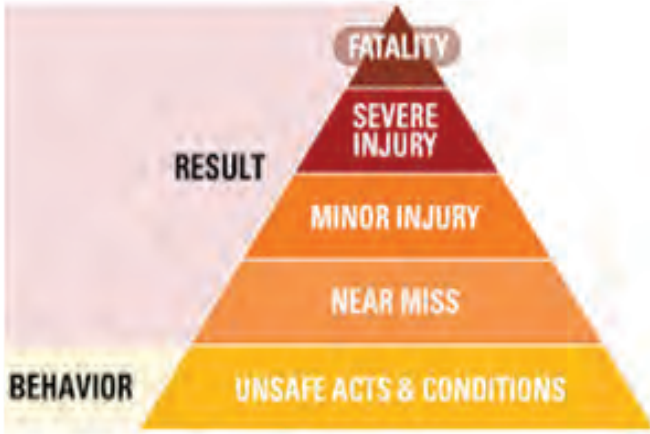 FATALITY
SEVERE
INJURY
RESULT
MINOR INJURY
NEAR MISS
BEHAVIOR
UNSAFE ACTS & CONDITIONS